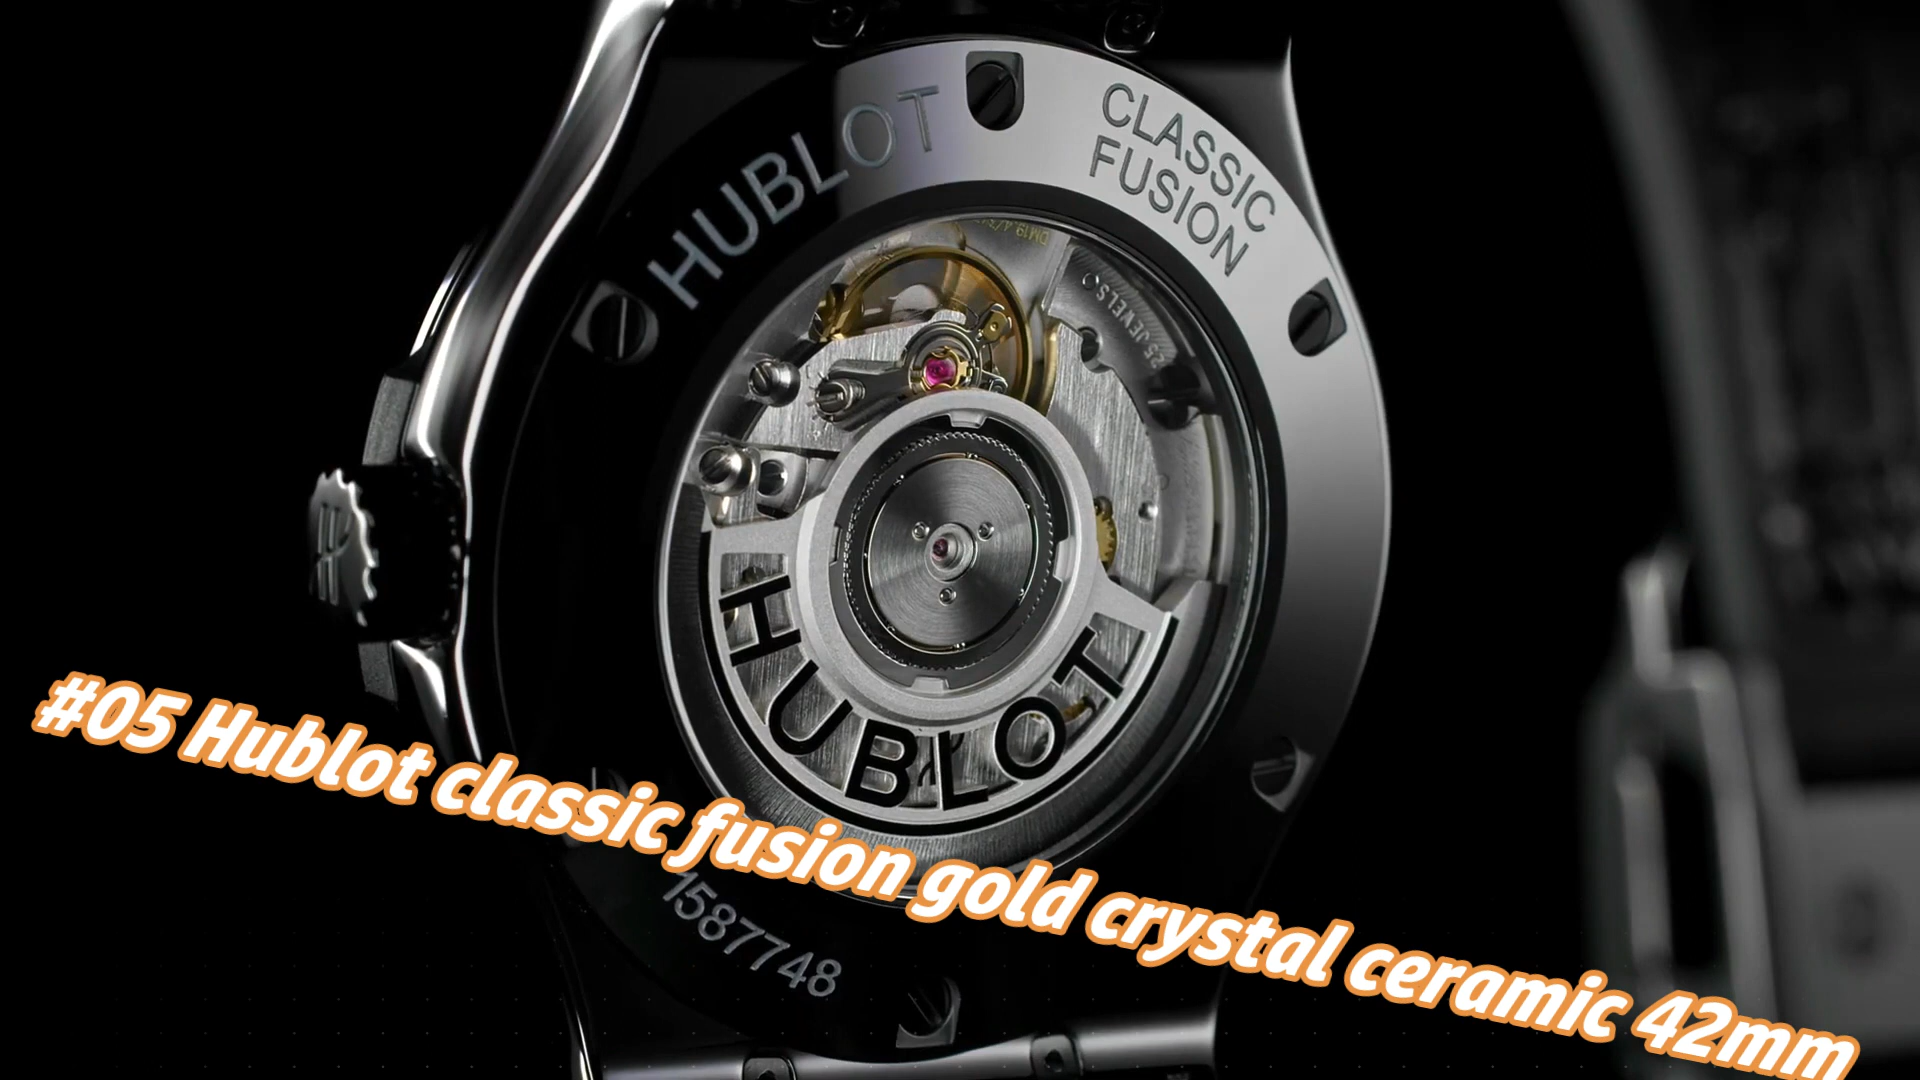 HUBLOT
CLASSIC
FUSION
25 JEWELS
HUBLOT
#05 Hublot classic fusion gold crystal ceramic 42mm
1587748